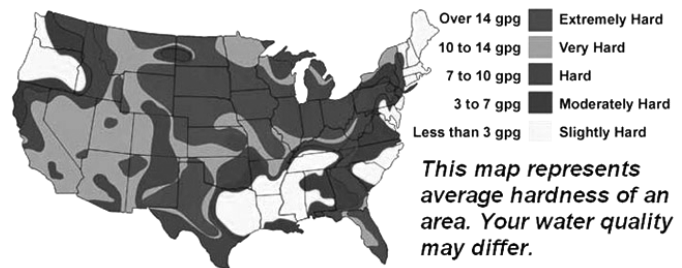 Over 14 gpg Extremely Hard
10 to 14 gpg Very Hard
7 to 10 gpg Hard
3 to 7 gpg Moderately Hard
Less than 3 gpg Slightly Hard
This map represents
average hardness of an
area. Your water quality
may differ.